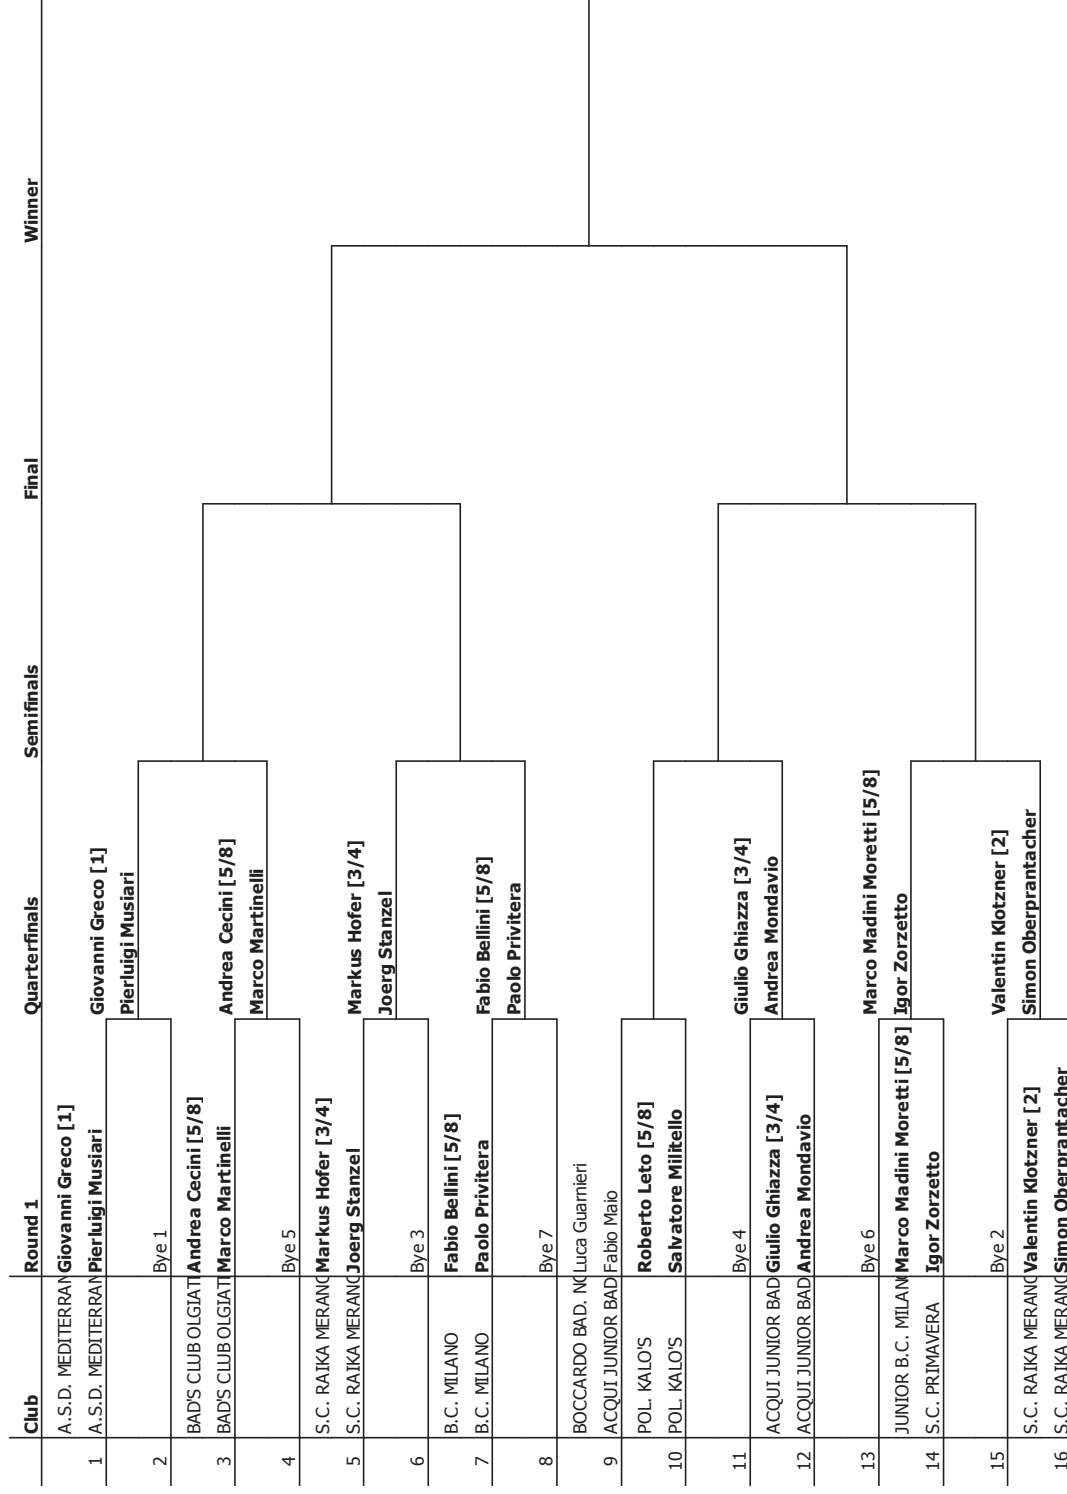 Club Round 1 Quarterfinals Semifinals Final Winner
A.S.D. MEDITERRAN Giovanni Greco [1]
1 A.S.D. MEDITERRAN Pierluigi Musiari Giovanni Greco [1]
Pierluigi Musiari
2 Bye 1
BAD'S CLUB OLGIATI Andrea Cecini [5/8]
3 BAD'S CLUB OLGIATI Marco Martinelli Andrea Cecini [5/8]
Marco Martinelli
4 Bye 5
S.C. RAIKA MERANO Markus Hofer [3/4]
5 S.C. RAIKA MERANO Joerg Stanzel Markus Hofer [3/4]
Joerg Stanzel
6 Bye 3
B.C. MILANO Fabio Bellini [5/8]
7 B.C. MILANO Paolo Privitera Fabio Bellini [5/8]
Paolo Privitera
8 Bye 7
BOCCARDO BAD. NO Luca Guarnieri
9 ACQUI JUNIOR BAD Fabio Maio
POL. KALO'S Roberto Leto [5/8]
10 POL. KALO'S Salvatore Militello
11 Bye 4 Giulio Ghiazza [3/4]
ACQUI JUNIOR BAD Giulio Ghiazza [3/4] Andrea Mondavio
12 ACQUI JUNIOR BAD Andrea Mondavio
13 Bye 6 Marco Madini Moretti [5/8]
JUNIOR B.C. MILAN Marco Madini Moretti [5/8] Igor Zorzetto
14 S.C. PRIMAVERA Igor Zorzetto
15 Bye 2 Valentin Klotzner [2]
S.C. RAIKA MERANO Valentin Klotzner [2] Simon Oberprantacher
16 S.C. RAIKA MERANO Simon Oberprantacher